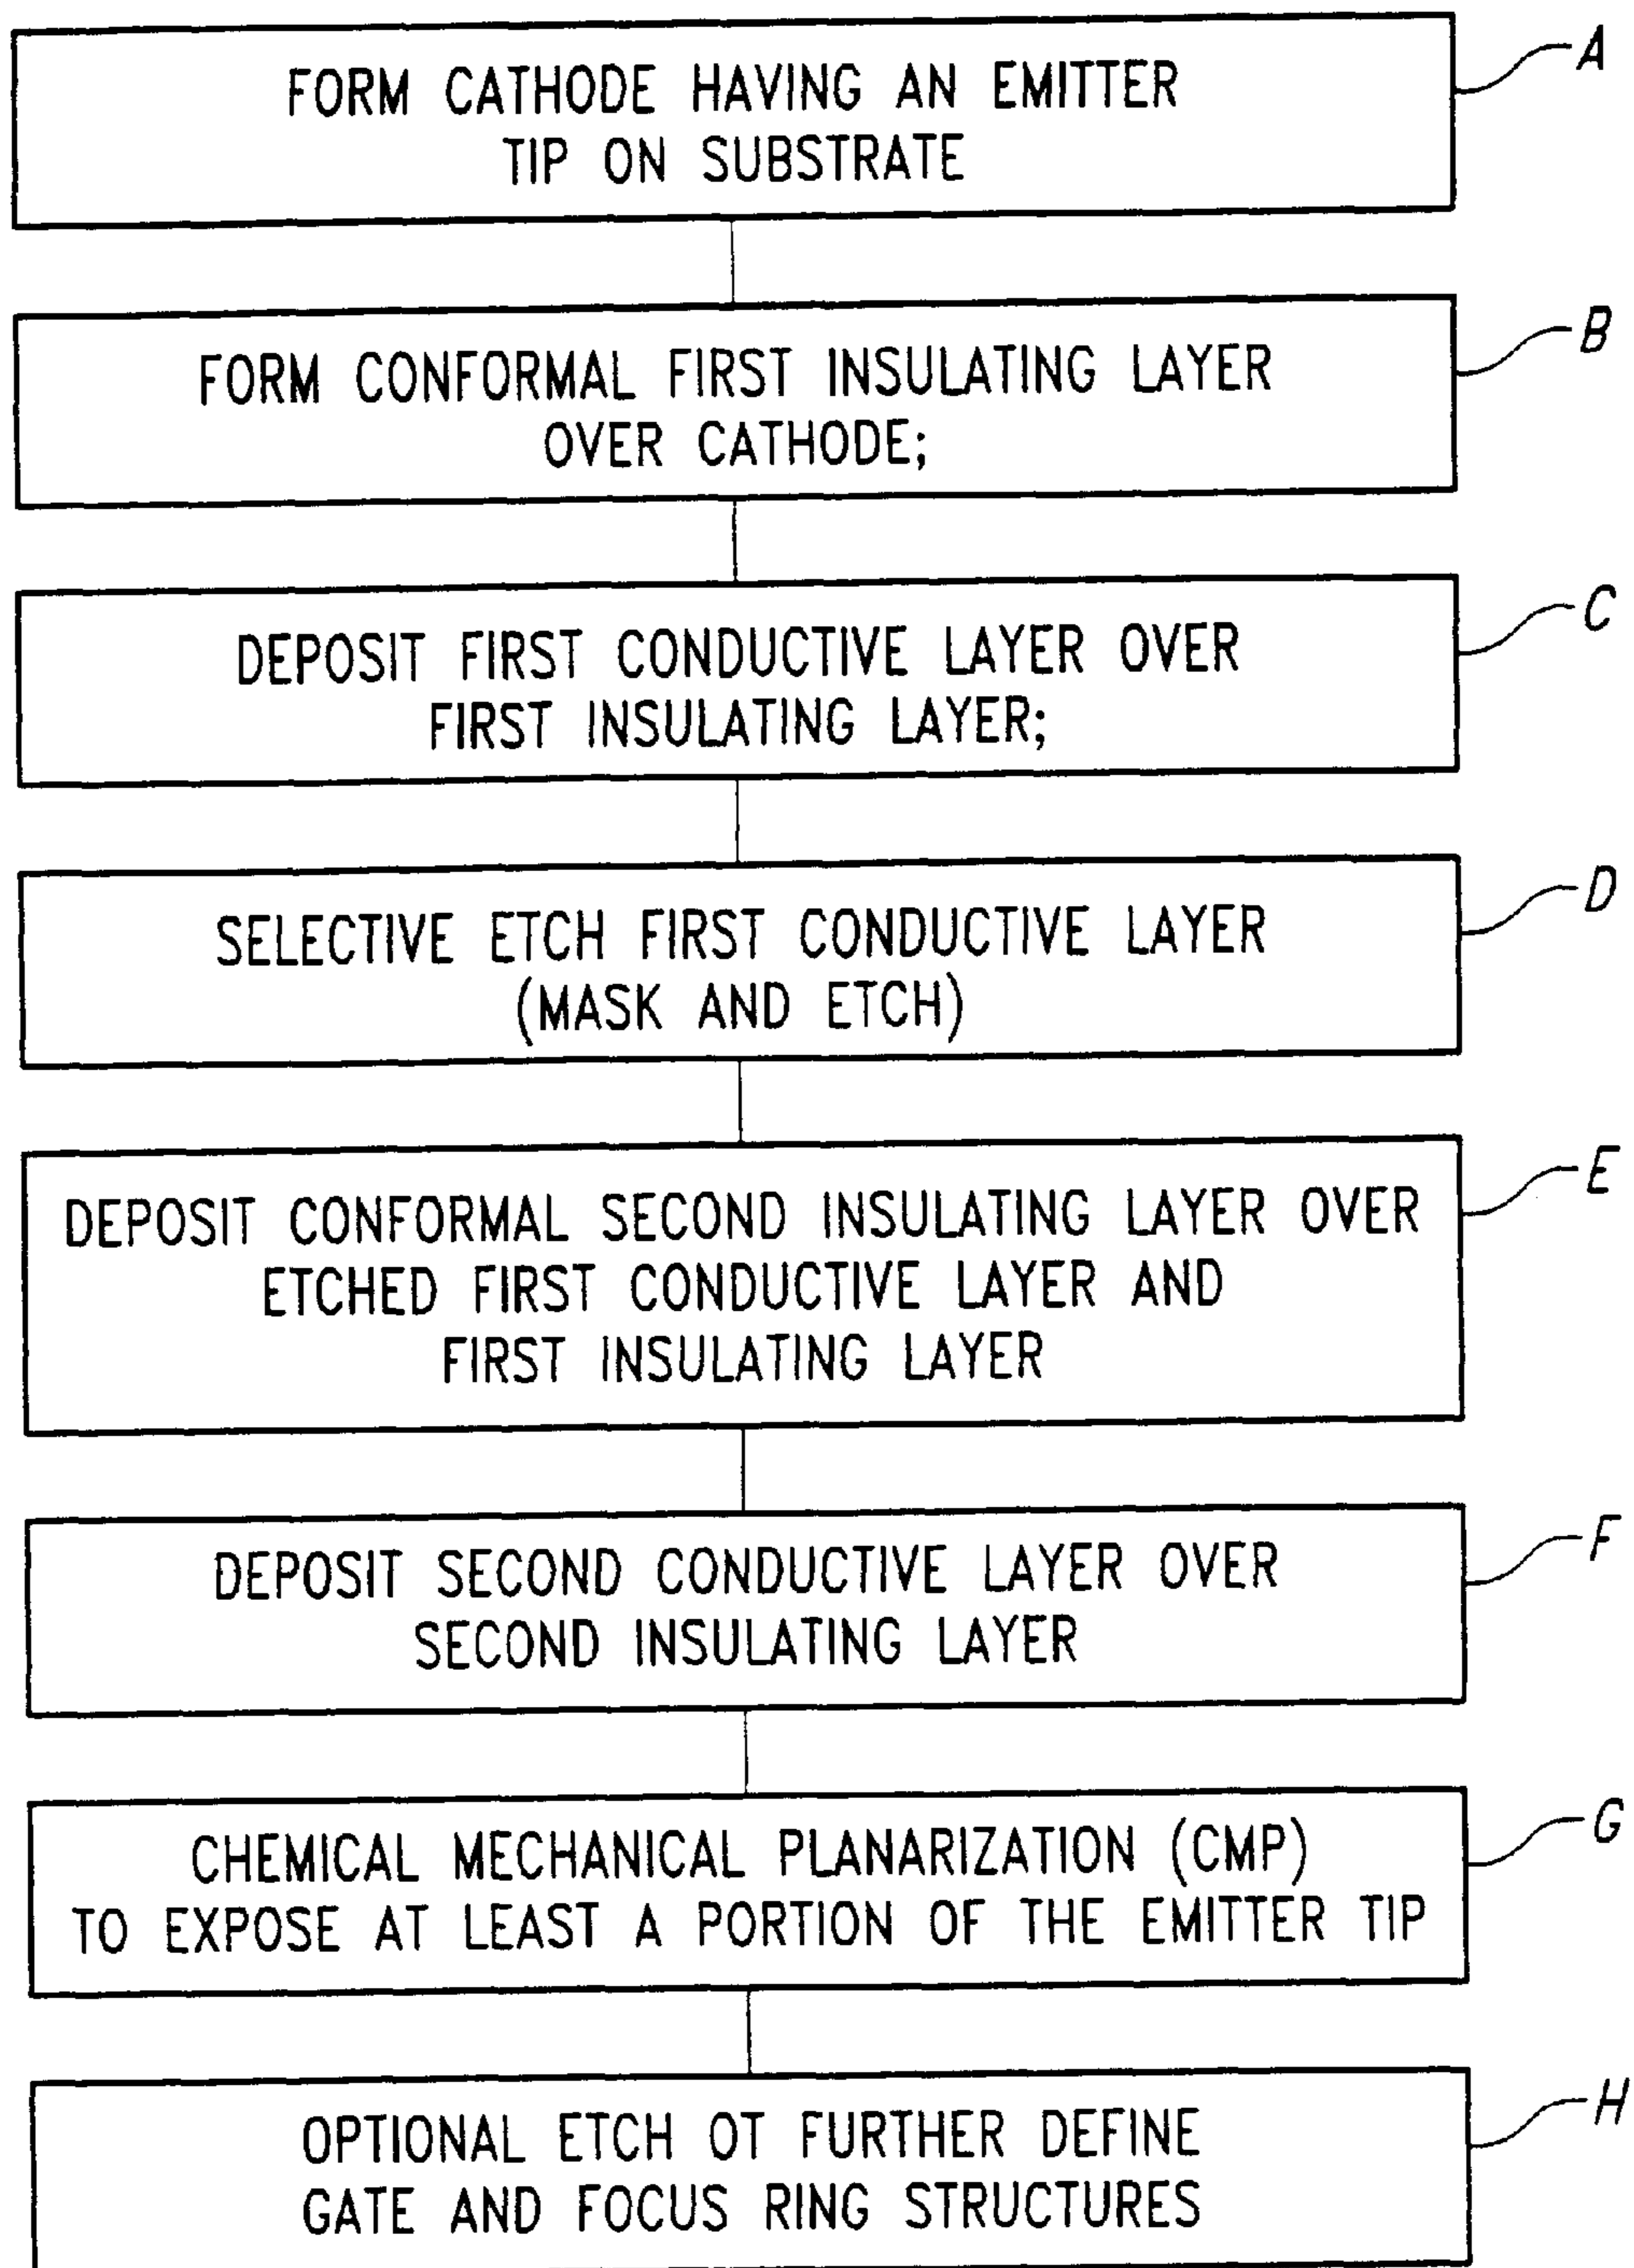 FORM CATHODE HAVING AN EMITTER
TIP ON SUBSTRATE
A
FORM CONFORMAL FIRST INSULATING LAYER
OVER CATHODE;
B
DEPOSIT FIRST CONDUCTIVE LAYER OVER
FIRST INSULATING LAYER;
C
SELECTIVE ETCH FIRST CONDUCTIVE LAYER
(MASK AND ETCH)
D
DEPOSIT CONFORMAL SECOND INSULATING LAYER OVER
ETCHED FIRST CONDUCTIVE LAYER AND
FIRST INSULATING LAYER
E
DEPOSIT SECOND CONDUCTIVE LAYER OVER
SECOND INSULATING LAYER
F
CHEMICAL MECHANICAL PLANARIZATION (CMP)
TO EXPOSE AT LEAST A PORTION OF THE EMITTER TIP
G
OPTIONAL ETCH OT FURTHER DEFINE
GATE AND FOCUS RING STRUCTURES
H